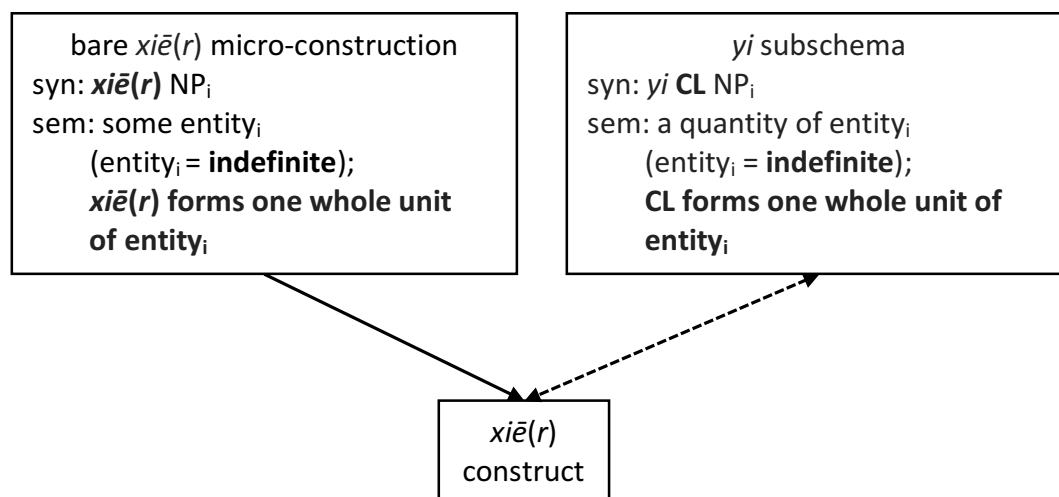 bare xiē(r) micro-construction
syn: xiē(r) NPi
sem: some entityi
(entityi = indefinite);
xiē(r) forms one whole unit
of entityi
yi subschema
syn: yi CL NPi
sem: a quantity of entityi
(entityi = indefinite);
CL forms one whole unit of
entityi
xiē(r)
construct